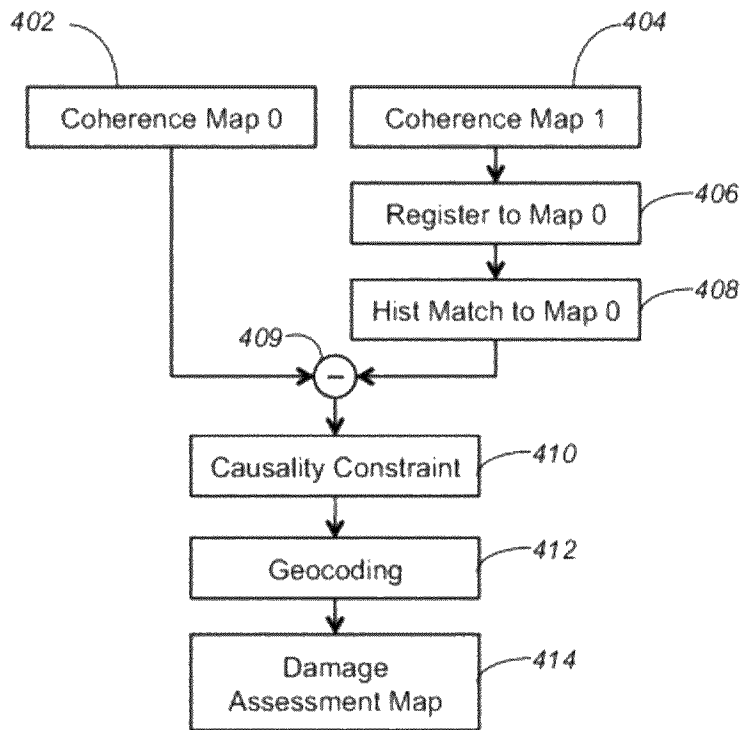 402
404
Coherence Map 0
Coherence Map 1
Register to Map 0
406
Hist Match to Map 0
408
409
−
Causality Constraint
410
Geocoding
412
Damage
Assessment Map
414